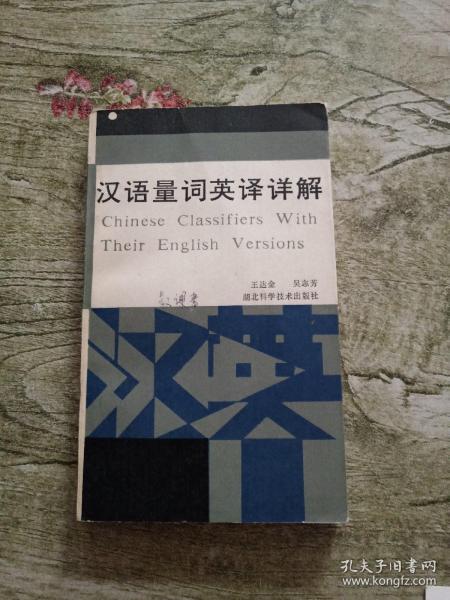 汉语量词英译详解
Chinese Classifiers With
Their English Versions
王达金 吴志芳
湖北科学技术出版社
汉英
孔夫子旧书网
www.kongfz.com